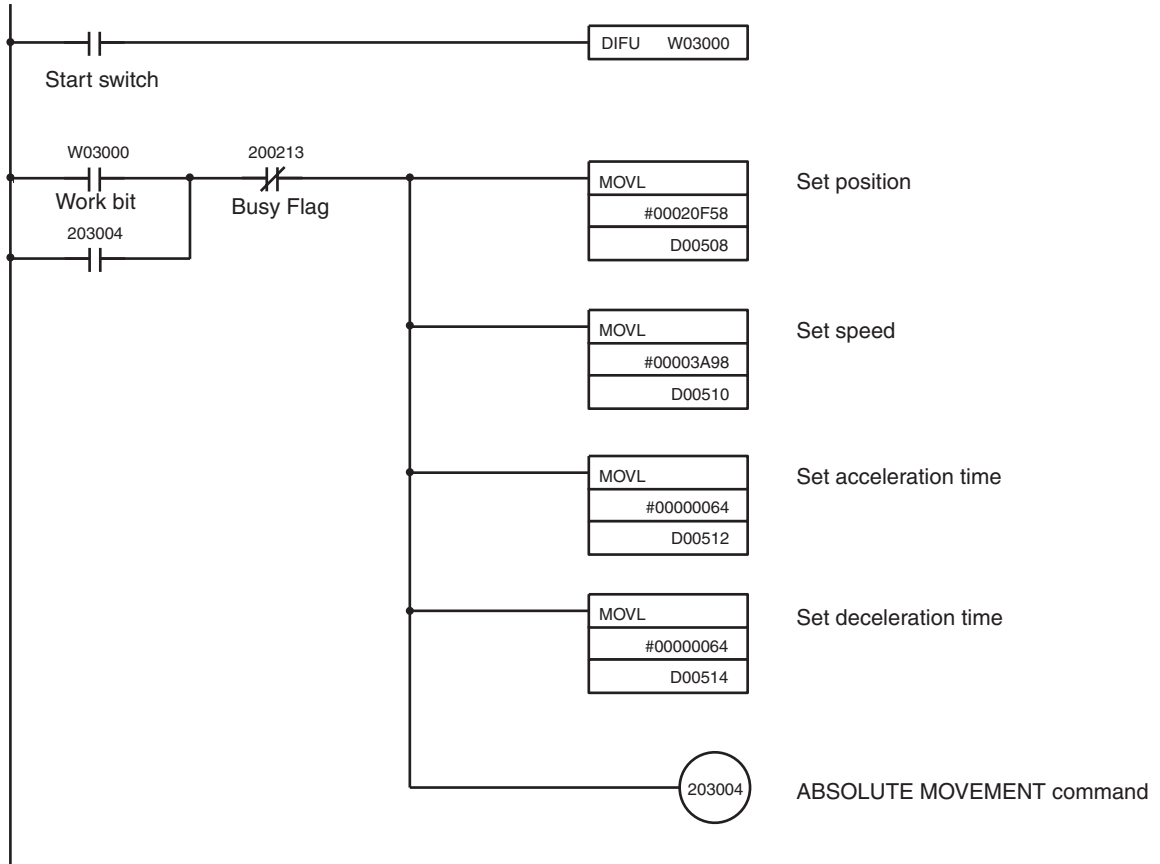 DIFU W03000
Start switch
W03000
Work bit
203004
200213
Busy Flag
MOVL
#00020F58
D00508
Set position
MOVL
#00003A98
D00510
Set speed
MOVL
#00000064
D00512
Set acceleration time
MOVL
#00000064
D00514
Set deceleration time
203004
ABSOLUTE MOVEMENT command